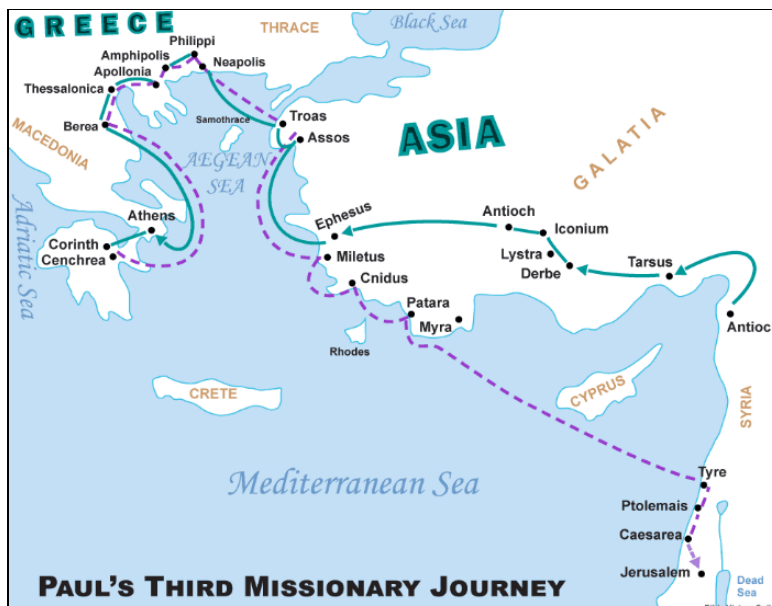 GREECE
THRACE
Black Sea
Philippi
Amphipolis
Neapolis
Apollonia
Thessalonica
Samothrace
Troas
Berea
Assos
ASIA
GALATIA
MACEDONIA
AEGEAN
SEA
Adriatic Sea
Athens
Ephesus
Antioch
Iconium
Corinth
Cenchrea
Miletus
Lystra
Derbe
Tarsus
Cnidus
Patara
Myra
Antioc
Rhodes
CRETE
CYPRUS
SYRIA
Mediterranean Sea
Tyre
Ptolemais
Caesarea
Jerusalem
Dead
Sea
PAUL'S THIRD MISSIONARY JOURNEY